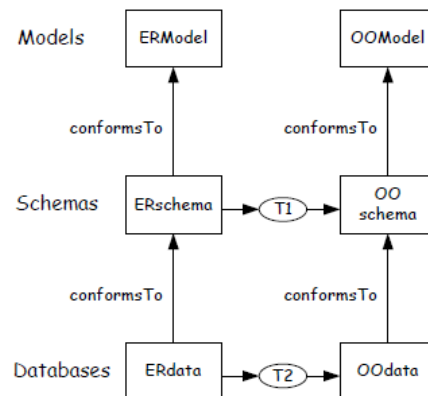 Models
ERModel
OOModel
conformsTo
conformsTo
Schemas
ERschema
T1
OO
schema
conformsTo
conformsTo
Databases
ERdata
T2
OOdata